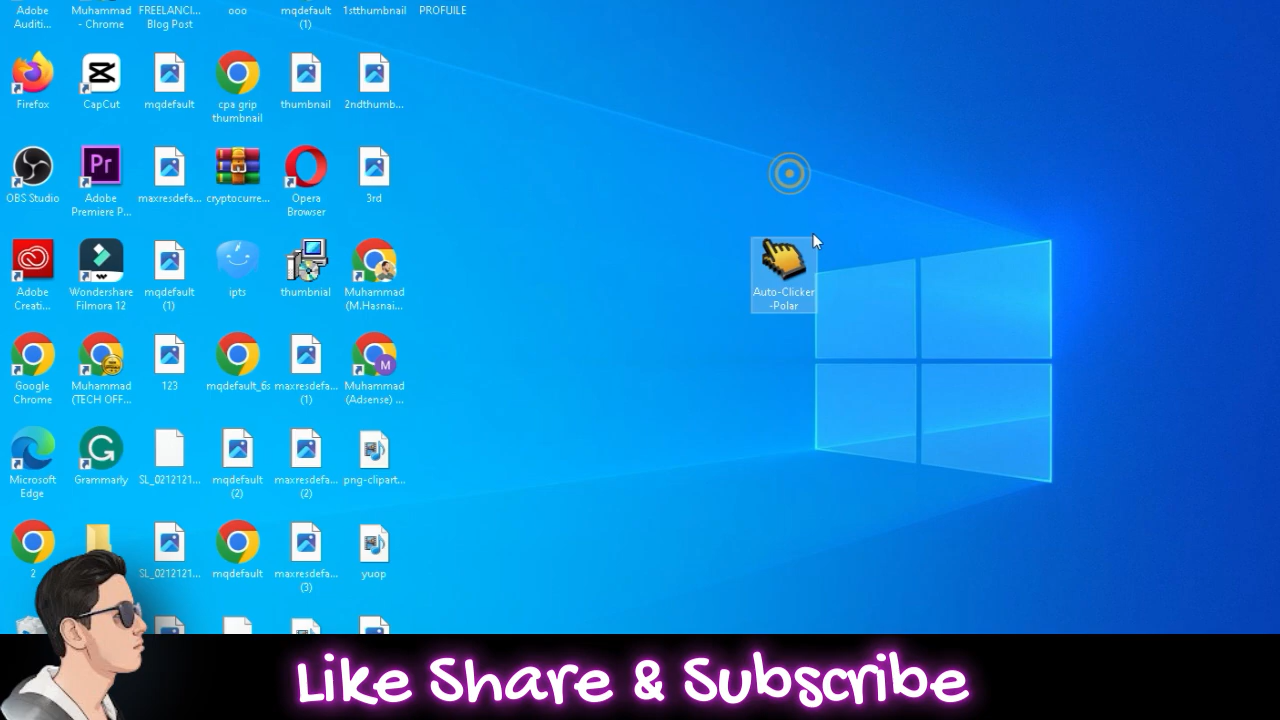 Adobe
Auditi...
Muhammad
- Chrome
FREELANCI...
Blog Post
ooo
mqdefault
(1)
1stthumbnail
PROFUILE
Firefox
CapCut
mqdefault
cpa grip
thumbnail
thumbnail
2ndthumb...
OBS Studio
Adobe
Premiere P...
maxresdefa...
cryptocurre...
Opera
Browser
3rd
Adobe
Creati...
Wondershare
Filmora 12
mqdefault
(1)
ipts
thumbnial
Muhammad
(M.Hasnai...
Auto-Clicker
-Polar
Google
Chrome
Muhammad
(TECH OFF...
123
mqdefault_6s
maxresdefa...
(1)
Muhammad
(Adsense) ...
Microsoft
Edge
Grammarly
SL_0212121...
mqdefault
(2)
maxresdefa...
(2)
png-clipart...
2
SL_0212121...
mqdefault
maxresdefa...
(3)
yuop
Like Share & Subscribe